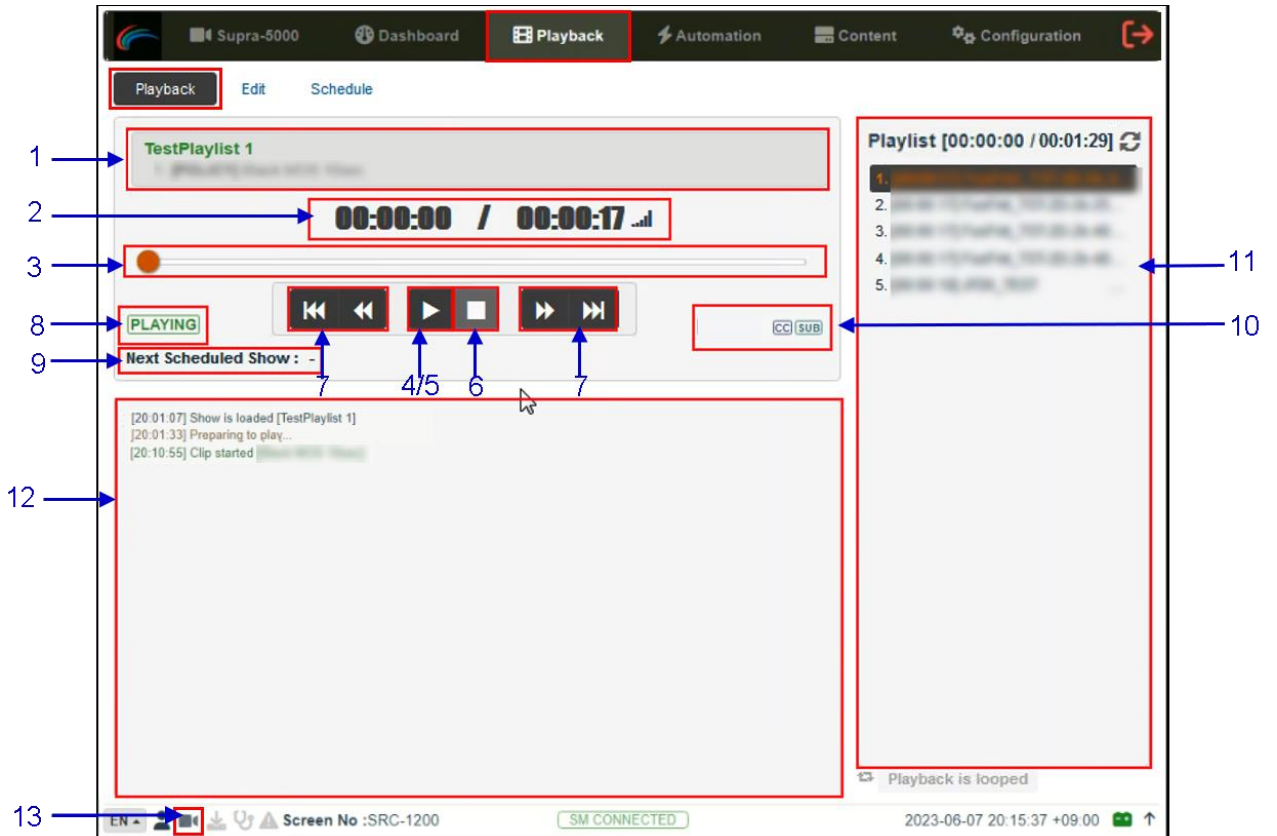 Supra-5000 Dashboard Playback Automation Content Configuration
Playback Edit Schedule
1
TestPlaylist 1
1.
2
00:00:00 / 00:00:17
3
8
PLAYING
CC SUB
10
9
Next Scheduled Show : -
7
4/5
6
7
Playlist [00:00:00 / 00:01:29]
1.
2.
3.
4.
5.
11
12
[20:01:07] Show is loaded [TestPlaylist 1]
[20:01:33] Preparing to play...
[20:10:55] Clip started
Playback is looped
13
EN Screen No :SRC-1200 SM CONNECTED 2023-06-07 20:15:37 +09:00